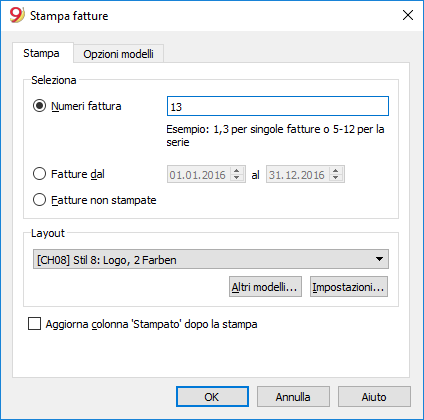 Stampa fatture
Stampa
Opzioni modelli
Seleziona
Numeri fattura
13
Esempio: 1,3 per singole fatture o 5-12 per la
serie
Fatture dal 01.01.2016 al 31.12.2016
Fatture non stampate
Layout
[CH08] Stil 8: Logo, 2 Farben
Altri modelli... Impostazioni...
Aggiorna colonna 'Stampato' dopo la stampa
OK Annulla Aiuto